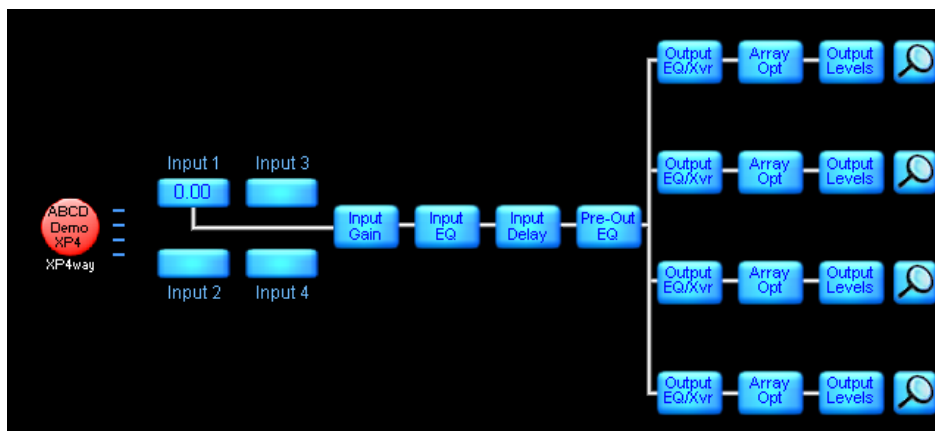 ABCD
Demo
XP4
XP4way
Input 1
0.00
Input 3
Input 2
Input 4
Input
Gain
Input
EQ
Input
Delay
Pre-Out
EQ
Output
EQ/Xvr
Array
Opt
Output
Levels
Output
EQ/Xvr
Array
Opt
Output
Levels
Output
EQ/Xvr
Array
Opt
Output
Levels
Output
EQ/Xvr
Array
Opt
Output
Levels